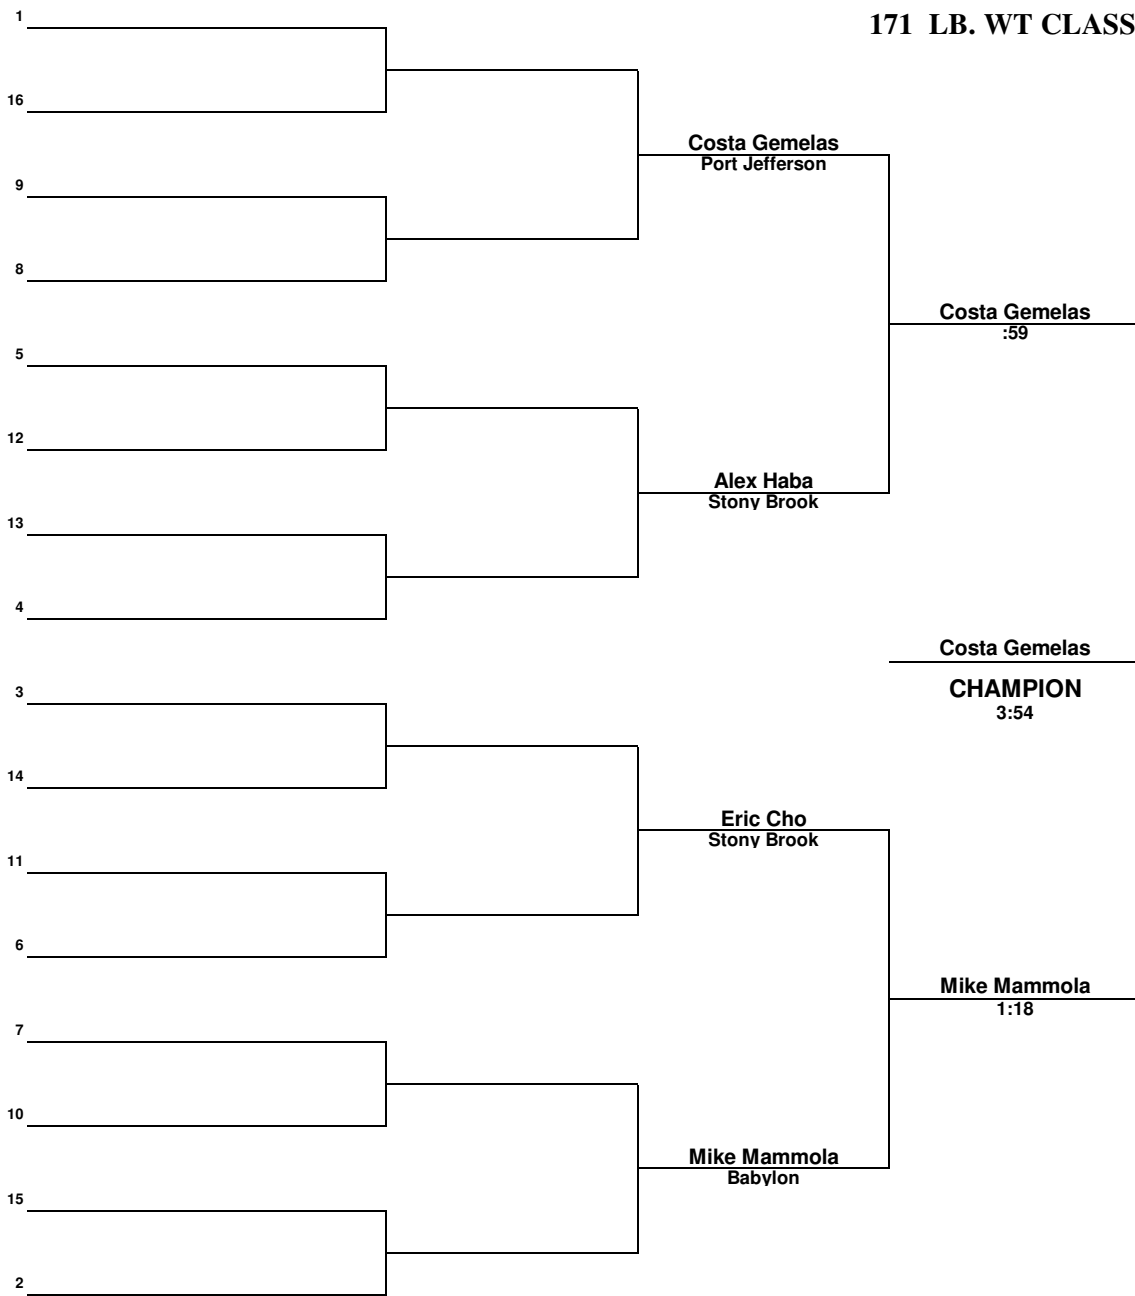 1
171 LB. WT CLASS
16
Costa Gemelas
Port Jefferson
9
8
Costa Gemelas
:59
5
12
Alex Haba
Stony Brook
13
4
Costa Gemelas
3
CHAMPION
3:54
14
Eric Cho
Stony Brook
11
6
Mike Mammola
1:18
7
10
Mike Mammola
Babylon
15
2